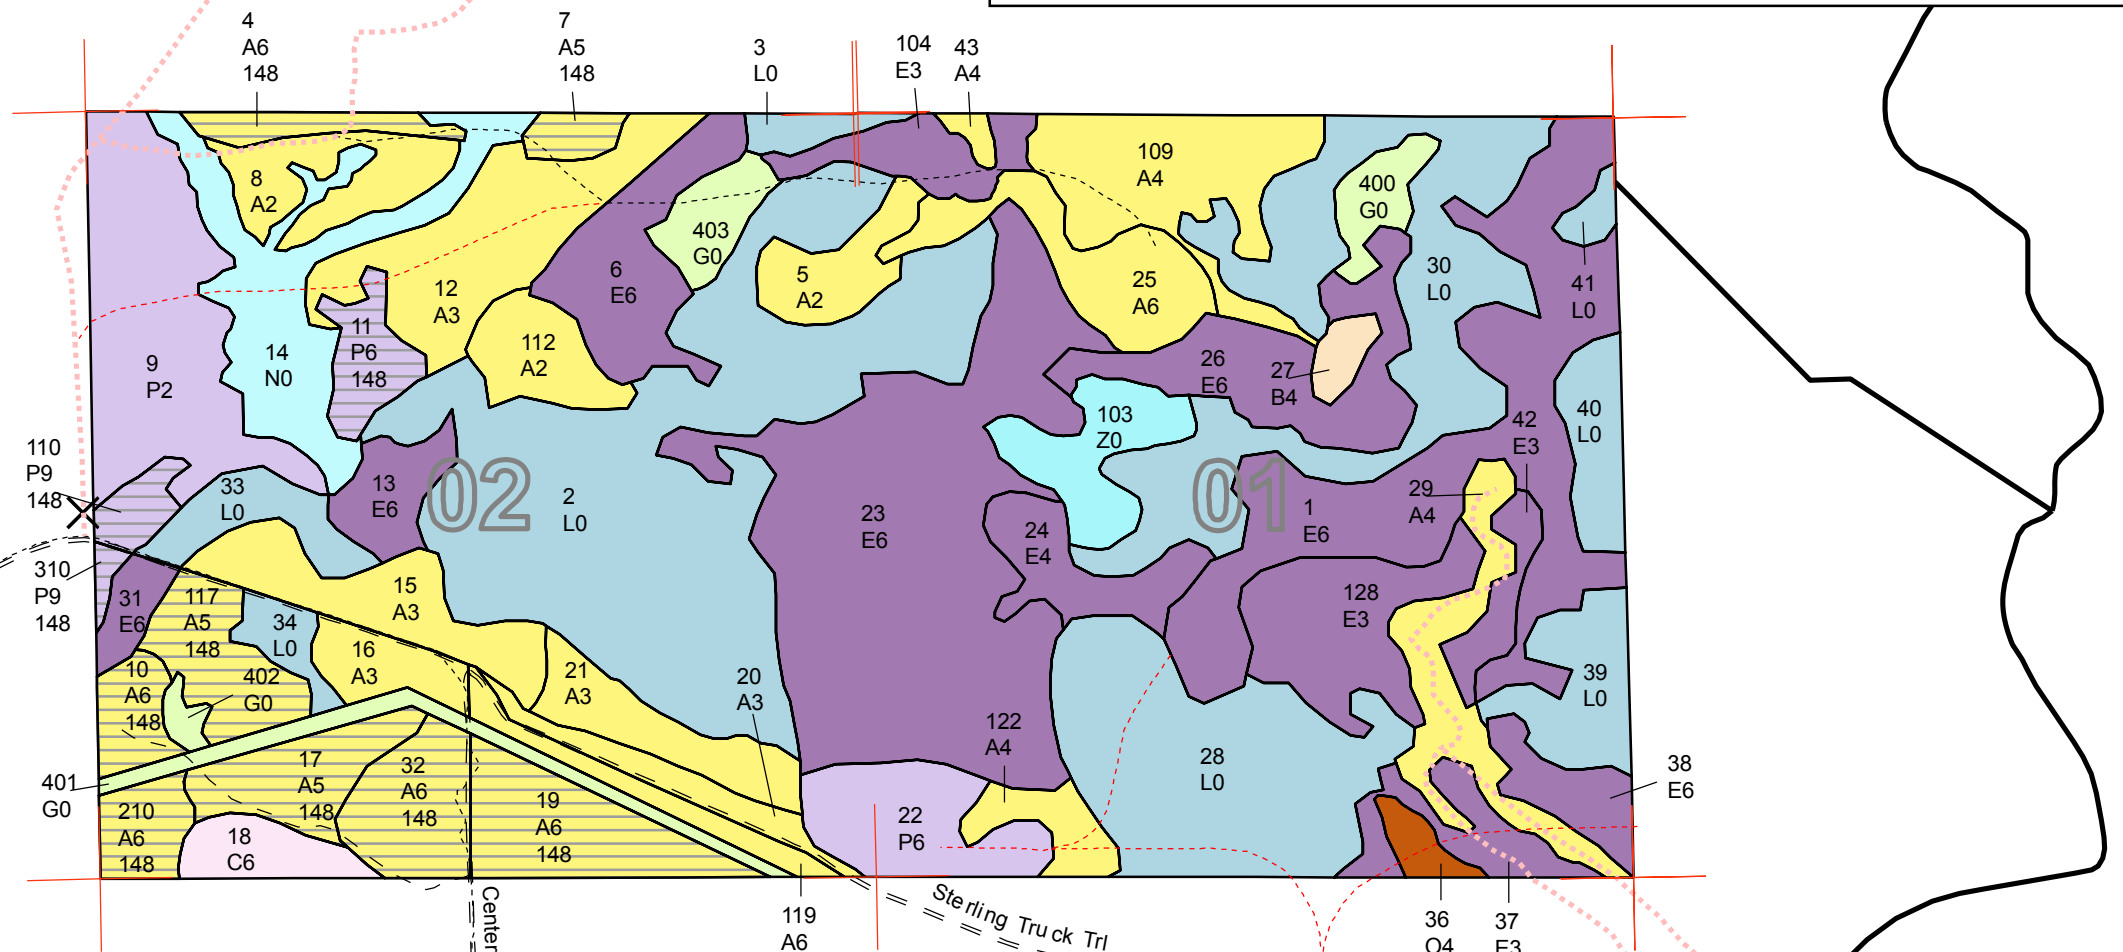 4
A6
148
7
A5
148
3
L0
104
E3
43
A4
8
A2
109
A4
400
G0
403
G0
6
E6
5
A2
25
A6
30
L0
41
L0
12
A3
11
P6
148
112
A2
14
N0
9
P2
26
E6
27
B4
103
Z0
40
L0
42
E3
110
P9
148
33
L0
13
E6
02
2
L0
23
E6
24
E4
01
1
E6
29
A4
310
P9
148
31
E6
117
A5
148
34
L0
15
A3
16
A3
128
E3
10
A6
148
402
G0
21
A3
20
A3
122
A4
39
L0
28
L0
38
E6
401
G0
17
A5
148
32
A6
148
19
A6
148
210
A6
148
18
C6
22
P6
Center
Sterling Truck Trl
119
A6
36
O4
37
E3